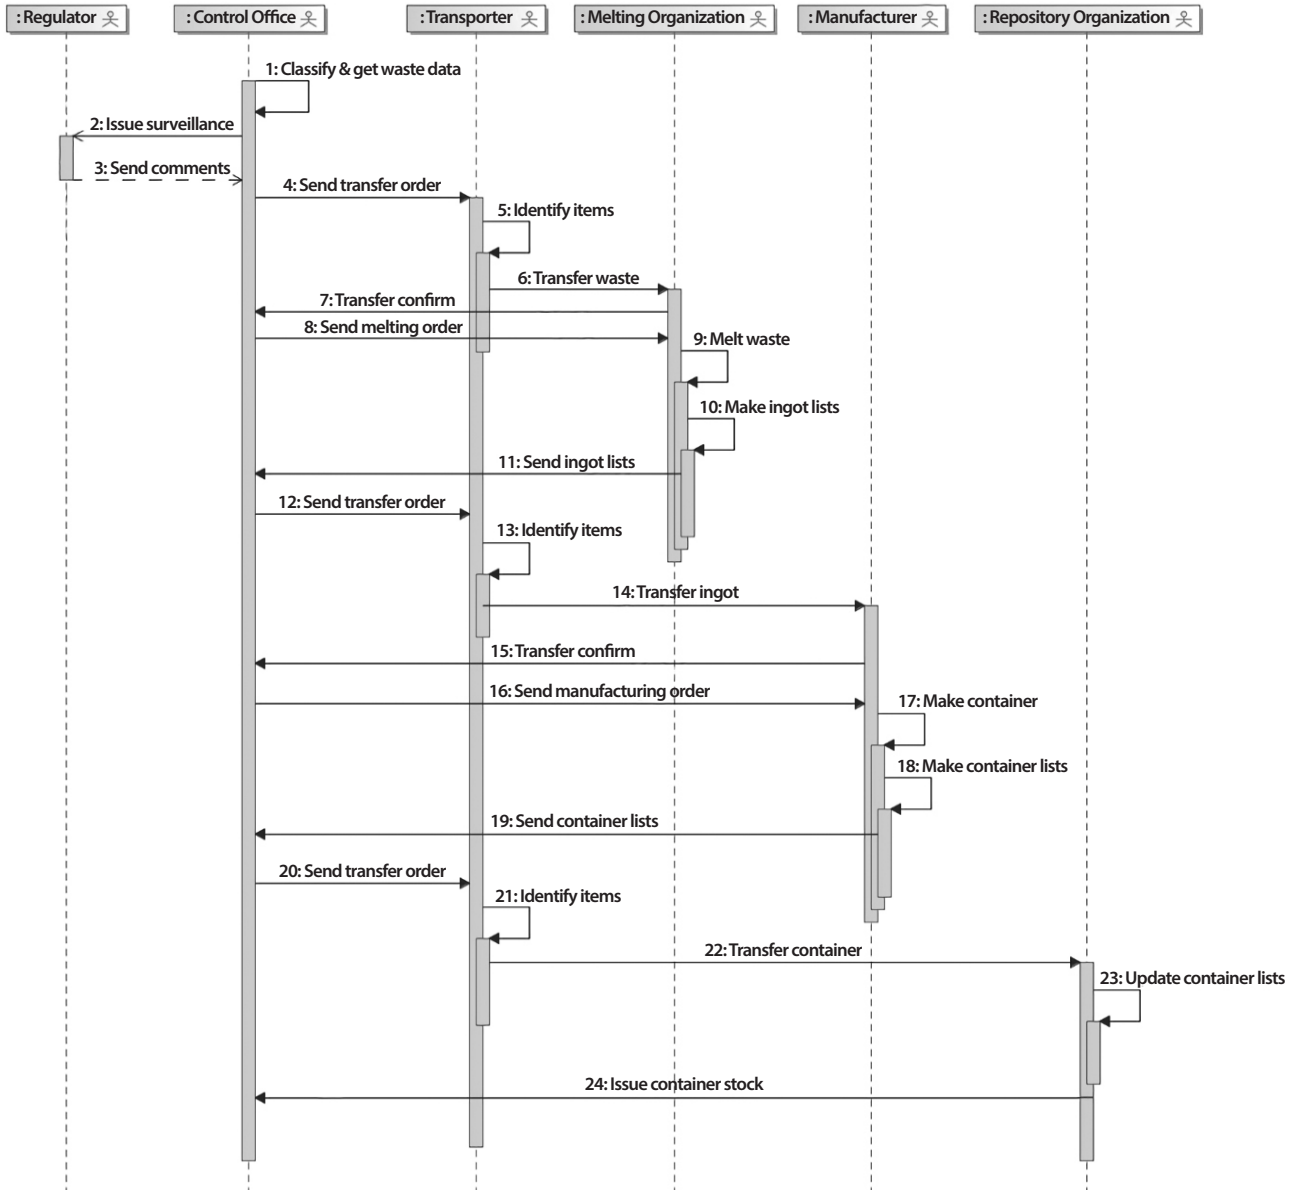 : Regulator
: Control Office
: Transporter
: Melting Organization
: Manufacturer
: Repository Organization
1: Classify & get waste data
2: Issue surveillance
3: Send comments
4: Send transfer order
5: Identify items
6: Transfer waste
7: Transfer confirm
8: Send melting order
9: Melt waste
10: Make ingot lists
11: Send ingot lists
12: Send transfer order
13: Identify items
14: Transfer ingot
15: Transfer confirm
16: Send manufacturing order
17: Make container
18: Make container lists
19: Send container lists
20: Send transfer order
21: Identify items
22: Transfer container
23: Update container lists
24: Issue container stock